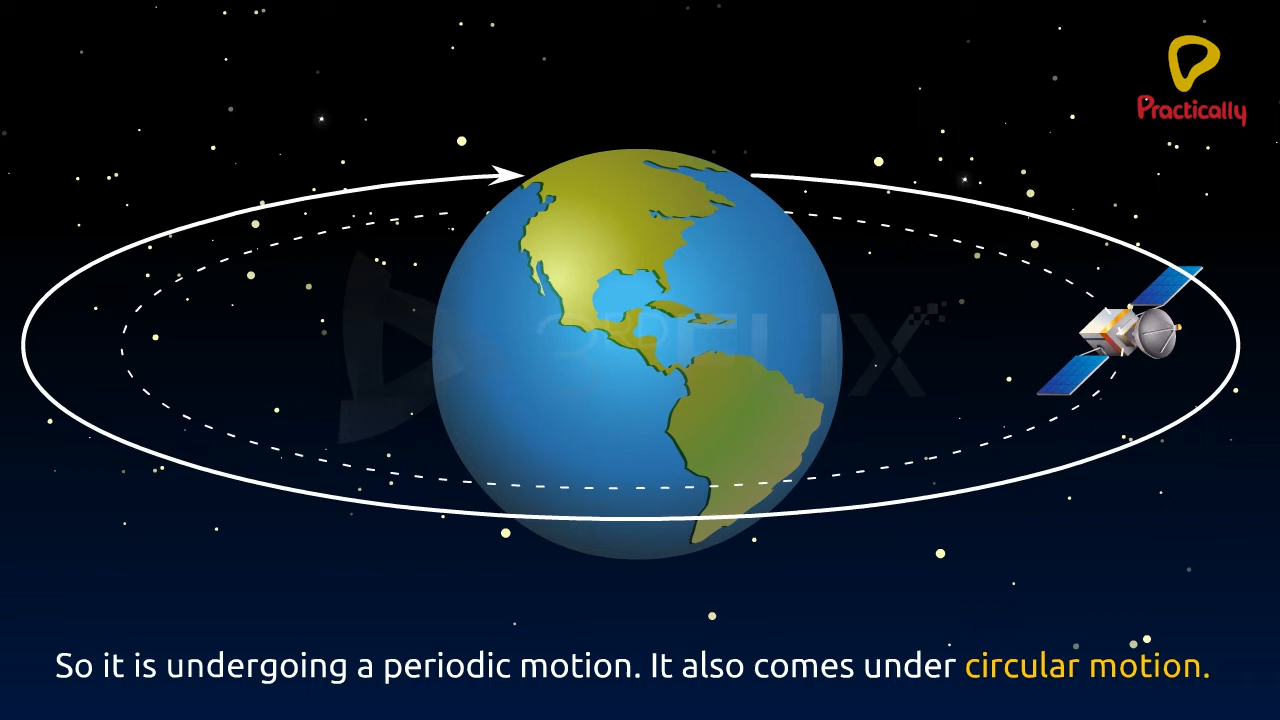 Practically
So it is undergoing a periodic motion. It also comes under circular motion.